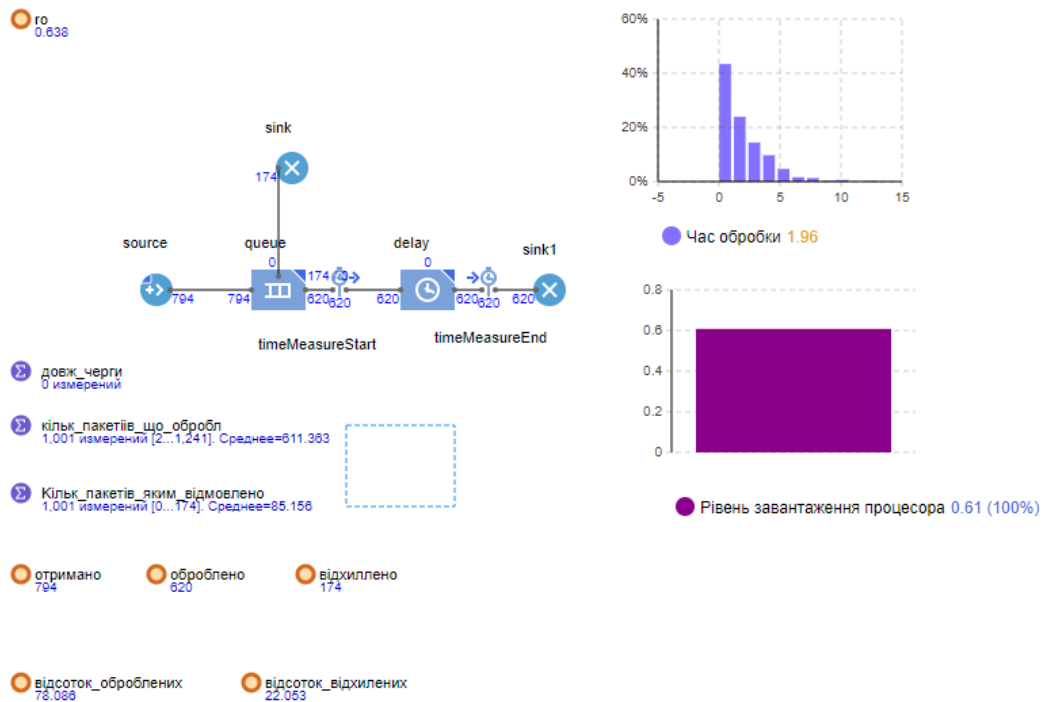 ro
0.638
60%
40%
20%
0%
-5
0
5
10
15
Час обробки 1.96
sink
174
source
queue
delay
sink1
0
174
0
0
794
794
620
620
620
620
620
620
timeMeasureStart
timeMeasureEnd
0.8
0.6
0.4
0.2
0
Рівень завантаження процесора 0.61 (100%)
довж_черги
0 измерений
кільк_пакетіів_що_обробл
1,001 измерений [2...1,241]. Среднее=611.363
Кільк_пакетів_яким_відмовлено
1,001 измерений [0...174]. Среднее=85.156
отримано
794
оброблено
620
відхиллено
174
відсоток_оброблених
78.086
відсоток_відхилених
22.053